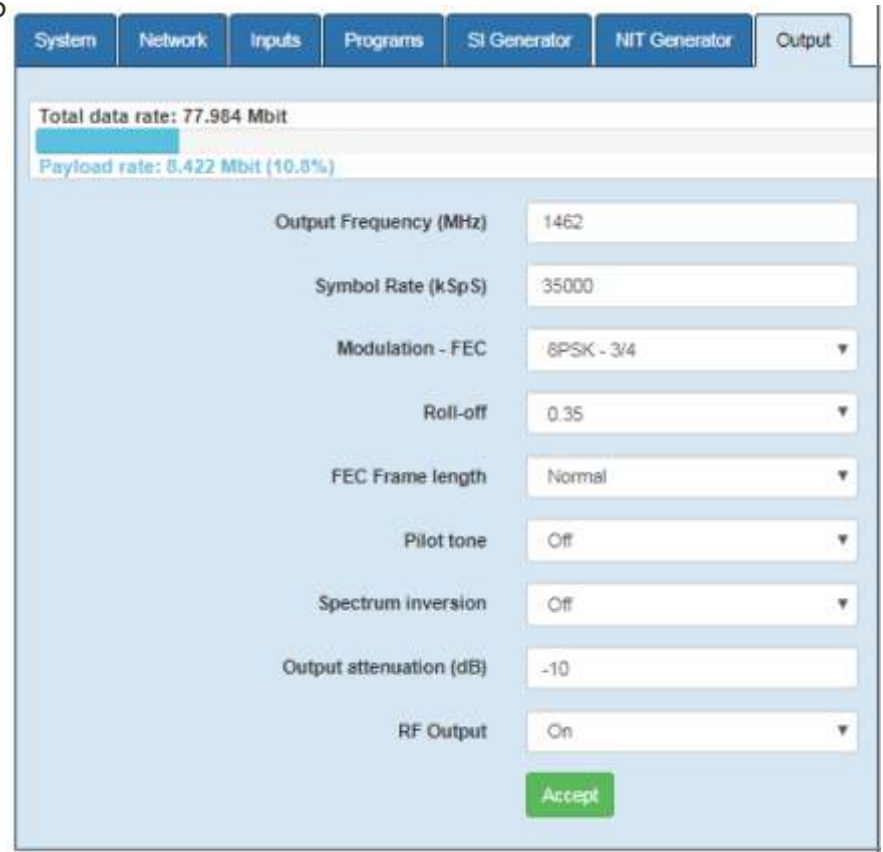 System Network Inputs Programs SI Generator NIT Generator Output
Total data rate: 77.984 Mbit
Payload rate: 8.422 Mbit (10.8%)
Output Frequency (MHz) 1462
Symbol Rate (kSpS) 35000
Modulation - FEC 8PSK - 3/4
Roll-off 0.35
FEC Frame length Normal
Pilot tone Off
Spectrum inversion Off
Output attenuation (dB) -10
RF Output On
Accept